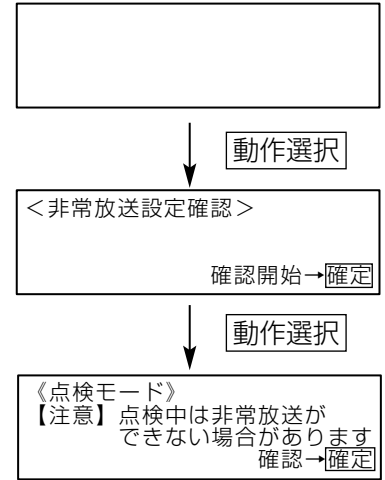 動作選択
＜非常放送設定確認＞
確認開始→確定
動作選択
《点検モード》
【注意】点検中は非常放送が
できない場合があります
確認→確定